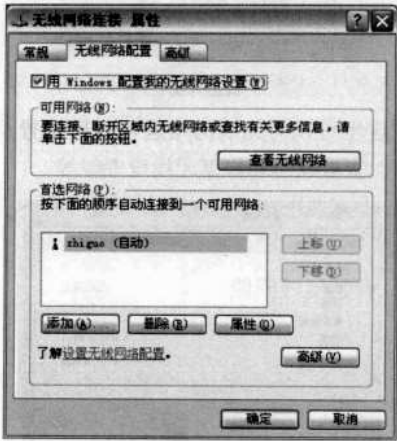 无线网络连接 属性
常规 无线网络配置 高级
用 Windows 配置我的无线网络设置(W)
可用网络(N):
要连接、断开区域内无线网络或查找有关更多信息，请
单击下面的按钮。
查看无线网络
首选网络(P):
按下面的顺序自动连接到一个可用网络:
zhiguo (自动)
上移(U)
下移(D)
添加(A)... 删除(R) 属性(O)
了解设置无线网络配置。
高级(V)
确定 取消